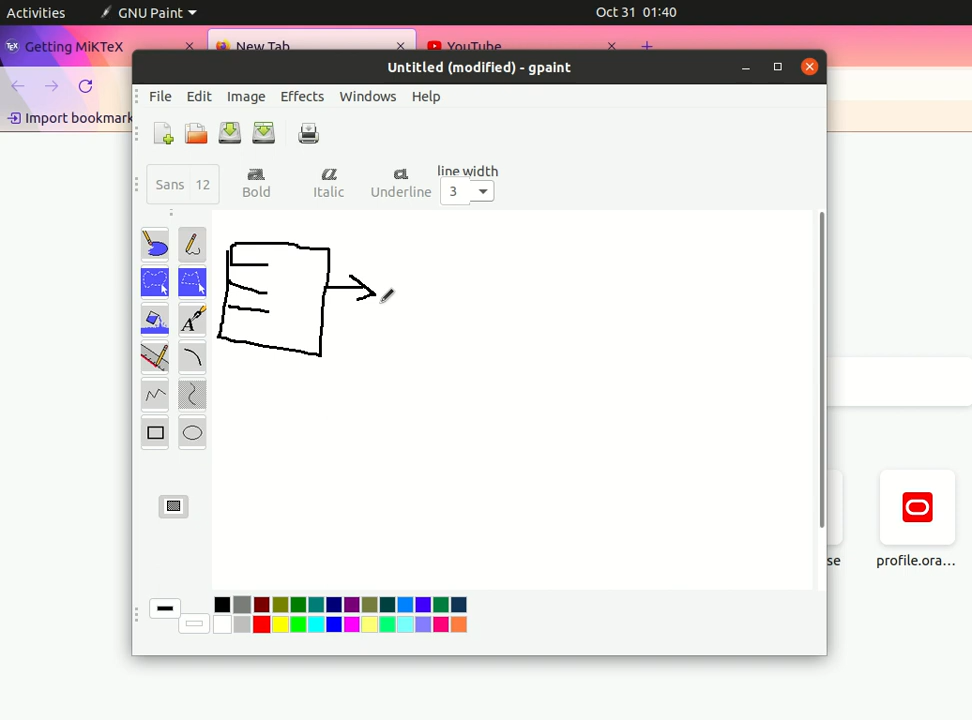 Activities GNU Paint Oct 31 01:40
Getting MiKTeX New Tab YouTube
Untitled (modified) - gpaint
File Edit Image Effects Windows Help
Import bookmark
line width
Sans 12 Bold Italic Underline 3
se profile.ora...